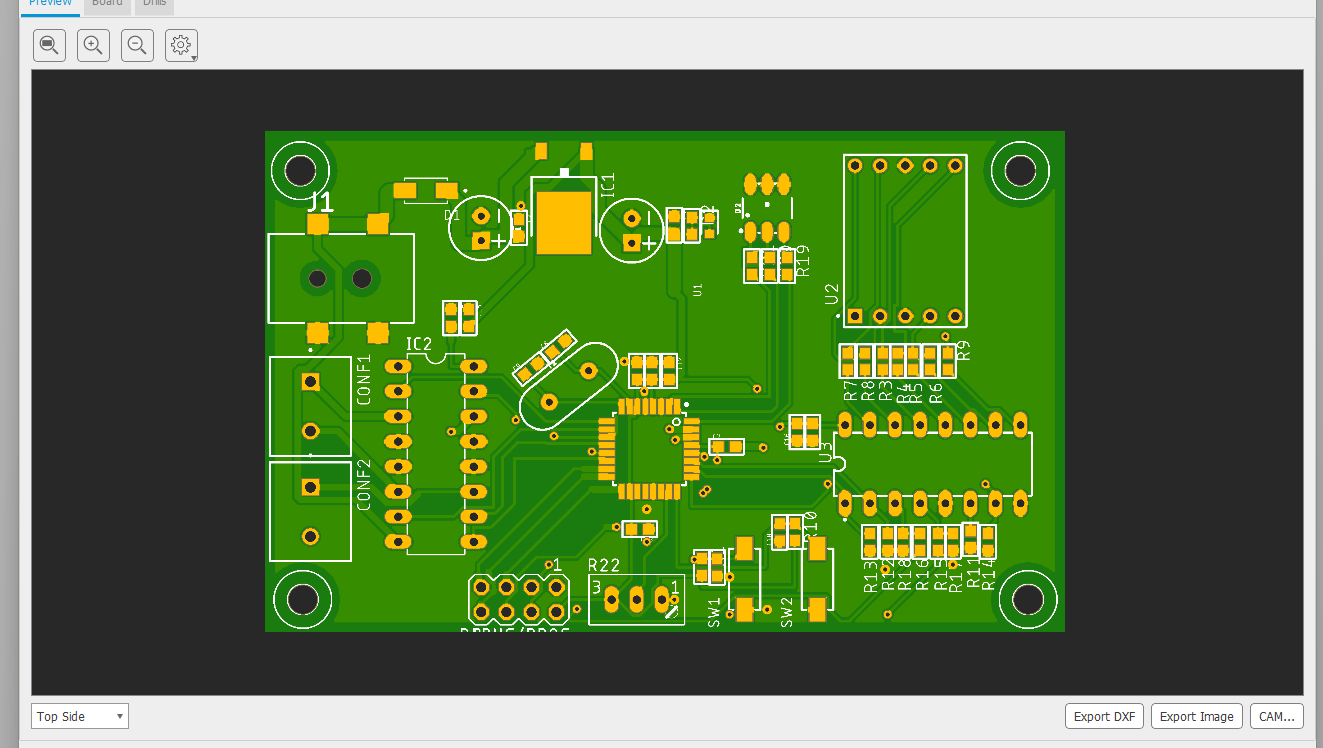 Preview
Board
Drills
J1
D1
IC1
U1
R19
U2
IC2
CONF1
CONF2
R9
R7
R8
R3
R4
R5
R6
U3
R10
R13
R12
R18
R16
R15
R17
R11
R14
1
R22
3
1
SW1
SW2
Top Side
Export DXF
Export Image
CAM...